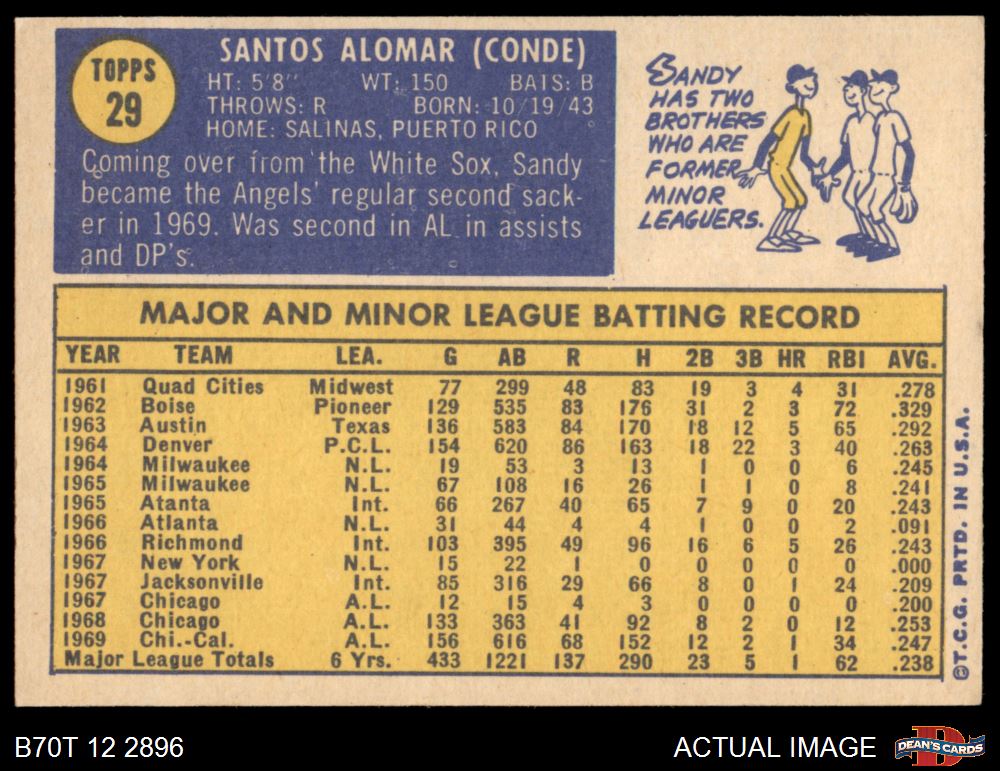 TOPPS
29
SANTOS ALOMAR (CONDE)
HT: 5'8" WT: 150 BATS: B
THROWS: R BORN: 10/19/43
HOME: SALINAS, PUERTO RICO
Coming over from the White Sox, Sandy
became the Angels' regular second sack-
er in 1969. Was second in AL in assists
and DP's.
SANDY
HAS TWO
BROTHERS
WHO ARE
FORMER
MINOR
LEAGUERS.
MAJOR AND MINOR LEAGUE BATTING RECORD
YEAR TEAM LEA. G AB R H 2B 3B HR RBI AVG.
1961 Quad Cities Midwest 77 299 48 83 19 3 4 31 .278
1962 Boise Pioneer 129 535 83 176 31 2 3 72 .329
1963 Austin Texas 136 583 84 170 18 12 5 65 .292
1964 Denver P.C.L. 154 620 86 163 18 22 3 40 .263
1964 Milwaukee N.L. 19 53 3 13 1 0 0 6 .245
1965 Milwaukee N.L. 67 108 16 26 1 1 0 8 .241
1965 Atanta Int. 66 267 40 65 7 9 0 20 .243
1966 Atlanta N.L. 31 44 4 4 1 0 0 2 .091
1966 Richmond Int. 103 395 49 96 16 6 5 26 .243
1967 New York N.L. 15 22 1 0 0 0 0 0 .000
1967 Jacksonville Int. 85 316 29 66 8 0 1 24 .209
1967 Chicago A.L. 12 15 4 3 0 0 0 0 .200
1968 Chicago A.L. 133 363 41 92 8 2 0 12 .253
1969 Chi.-Cal. A.L. 156 616 68 152 12 2 1 34 .247
Major League Totals 6 Yrs. 433 1221 137 290 23 5 1 62 .238
©T.C.G. PRTD. IN U.S.A.
B70T 12 2896
ACTUAL IMAGE
DEAN'S CARDS